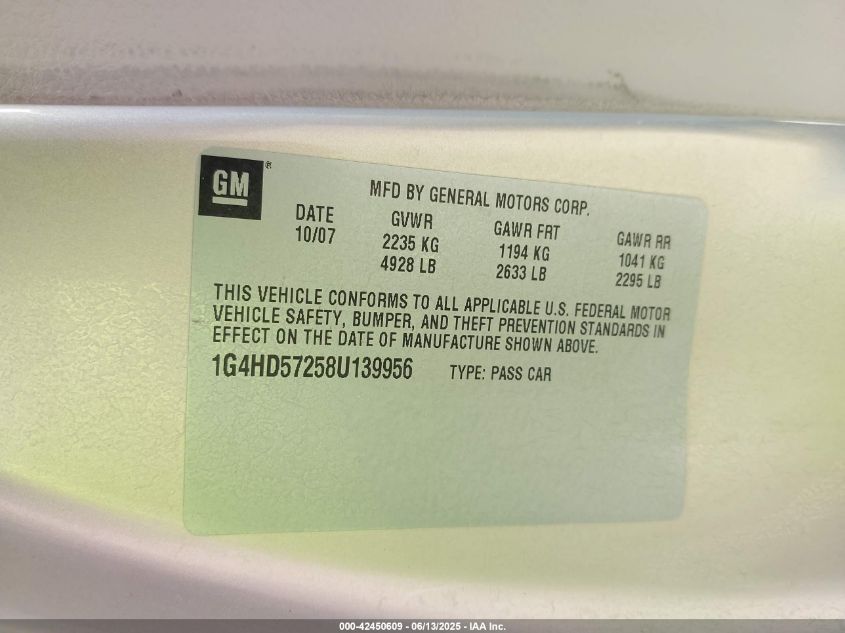 GM®
MFD BY GENERAL MOTORS CORP.
DATE GVWR GAWR FRT GAWR RR
10/07 2235 KG 1194 KG 1041 KG
4928 LB 2633 LB 2295 LB
THIS VEHICLE CONFORMS TO ALL APPLICABLE U.S. FEDERAL MOTOR
VEHICLE SAFETY, BUMPER, AND THEFT PREVENTION STANDARDS IN
EFFECT ON THE DATE OF MANUFACTURE SHOWN ABOVE.
1G4HD57258U139956 TYPE: PASS CAR
000-42450609 - 06/13/2025 - IAA Inc.